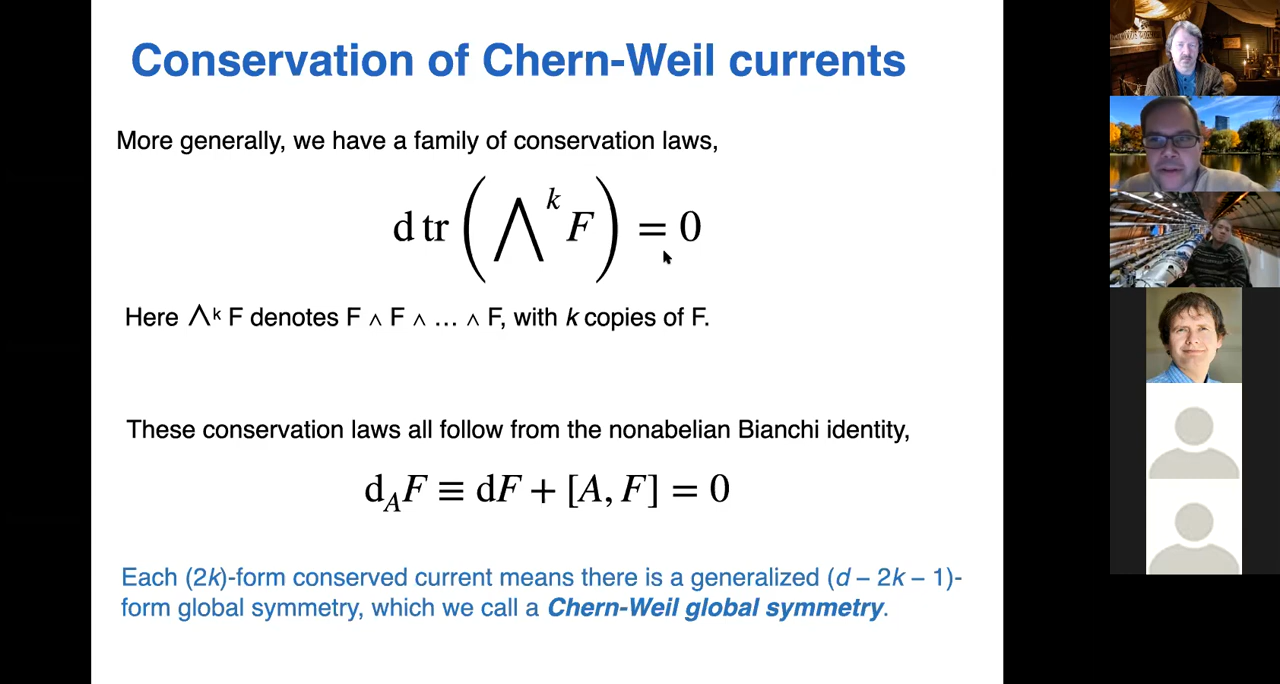 Conservation of Chern-Weil currents
More generally, we have a family of conservation laws,
d tr ( ⋀ᵏ F ) = 0
Here ⋀ᵏ F denotes F ∧ F ∧ … ∧ F, with k copies of F.
These conservation laws all follow from the nonabelian Bianchi identity,
d_A F ≡ dF + [A, F] = 0
Each (2k)-form conserved current means there is a generalized (d – 2k – 1)-
form global symmetry, which we call a Chern-Weil global symmetry.